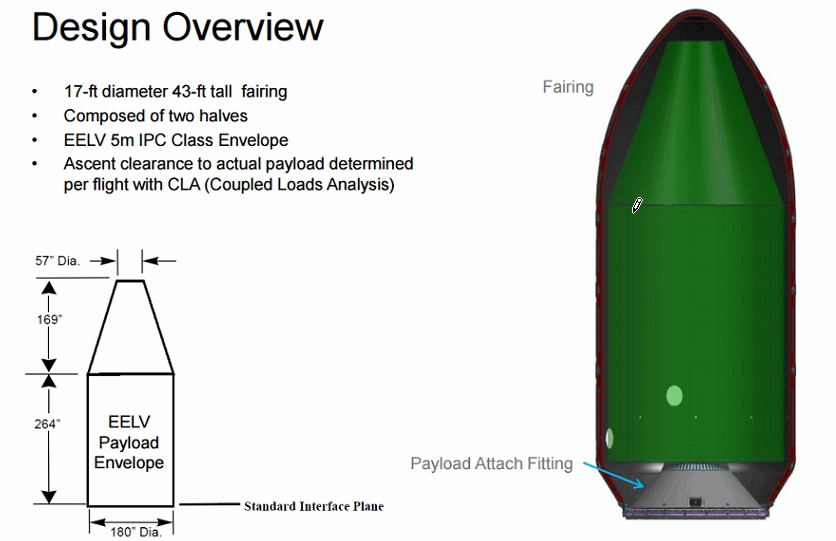 Design Overview
• 17-ft diameter 43-ft tall fairing
• Composed of two halves
• EELV 5m IPC Class Envelope
• Ascent clearance to actual payload determined
per flight with CLA (Coupled Loads Analysis)
Fairing
57" Dia.
169"
264"
EELV
Payload
Envelope
Standard Interface Plane
180" Dia.
Payload Attach Fitting